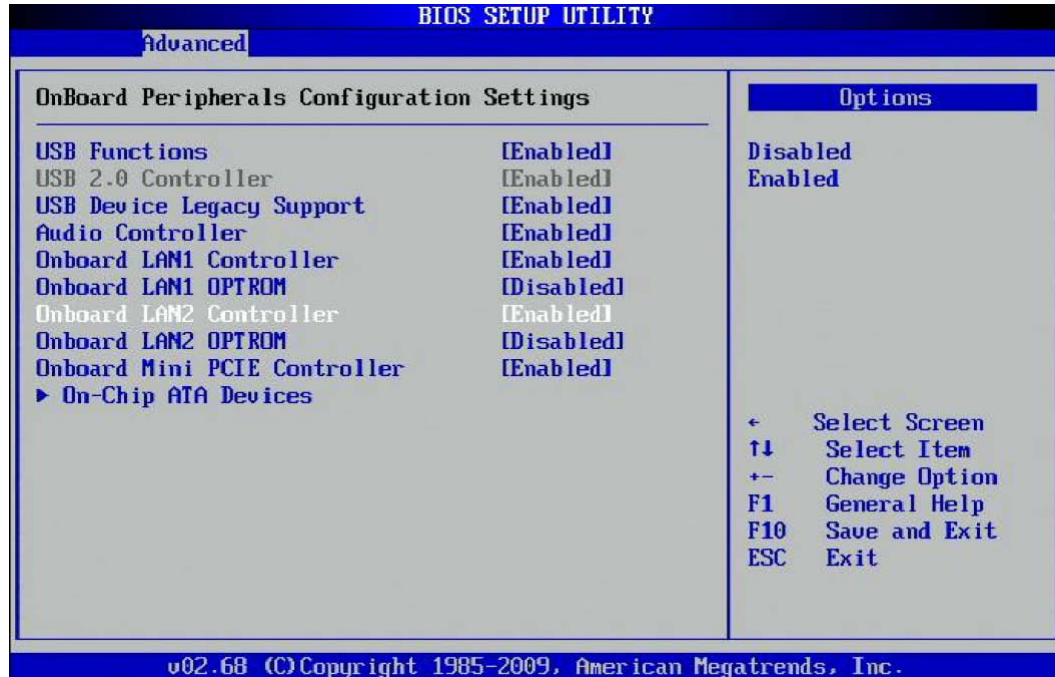 BIOS SETUP UTILITY
Advanced
OnBoard Peripherals Configuration Settings
USB Functions [Enabled]
USB 2.0 Controller [Enabled]
USB Device Legacy Support [Enabled]
Audio Controller [Enabled]
Onboard LAN1 Controller [Enabled]
Onboard LAN1 OPTROM [Disabled]
Onboard LAN2 Controller [Enabled]
Onboard LAN2 OPTROM [Disabled]
Onboard Mini PCIE Controller [Enabled]
▶ On-Chip ATA Devices
Options
Disabled
Enabled
← Select Screen
↑↓ Select Item
+- Change Option
F1 General Help
F10 Save and Exit
ESC Exit
v02.68 (C)Copyright 1985-2009, American Megatrends, Inc.